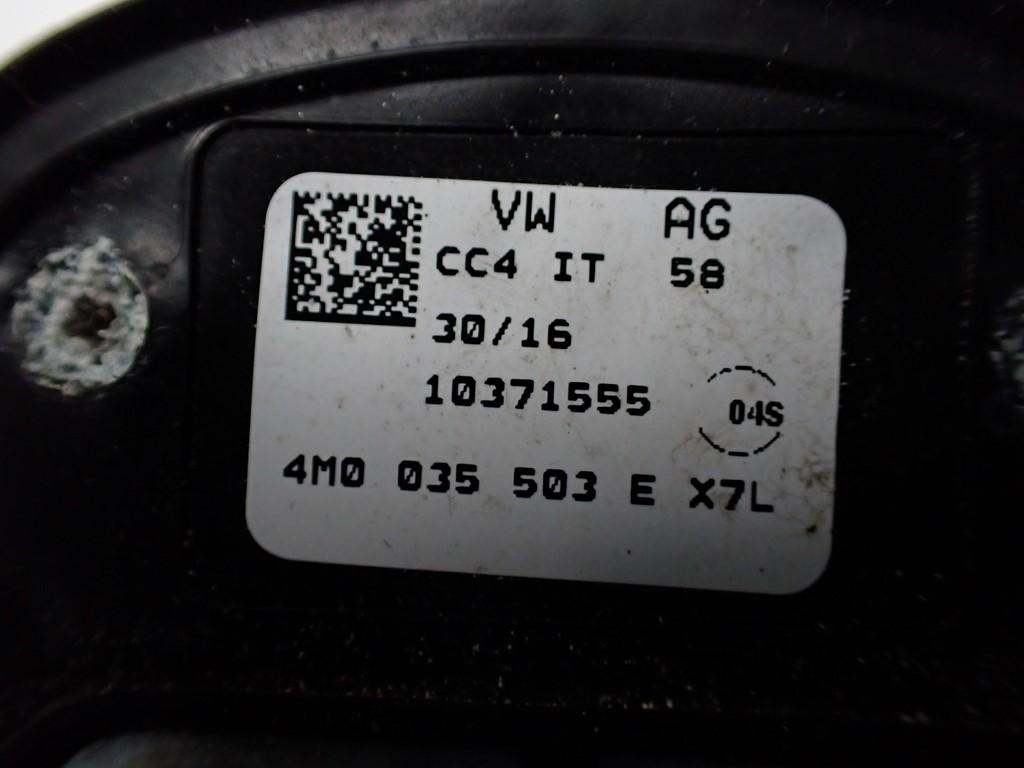 VW AG
CC4 IT 58
30/16
10371555
04S
4M0 035 503 E X7L